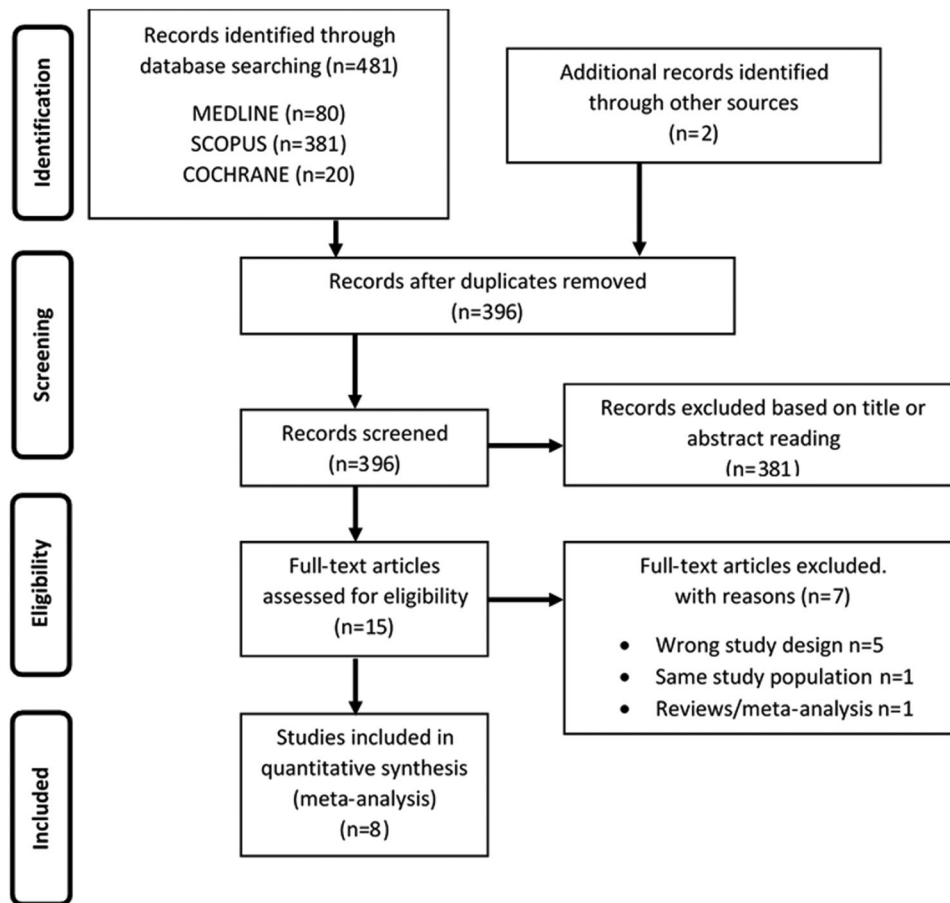 Identification
Records identified through
database searching (n=481)
MEDLINE (n=80)
SCOPUS (n=381)
COCHRANE (n=20)
Additional records identified
through other sources
(n=2)
Screening
Records after duplicates removed
(n=396)
Records screened
(n=396)
Records excluded based on title or
abstract reading
(n=381)
Eligibility
Full-text articles
assessed for eligibility
(n=15)
Full-text articles excluded.
with reasons (n=7)
• Wrong study design n=5
• Same study population n=1
• Reviews/meta-analysis n=1
Included
Studies included in
quantitative synthesis
(meta-analysis)
(n=8)